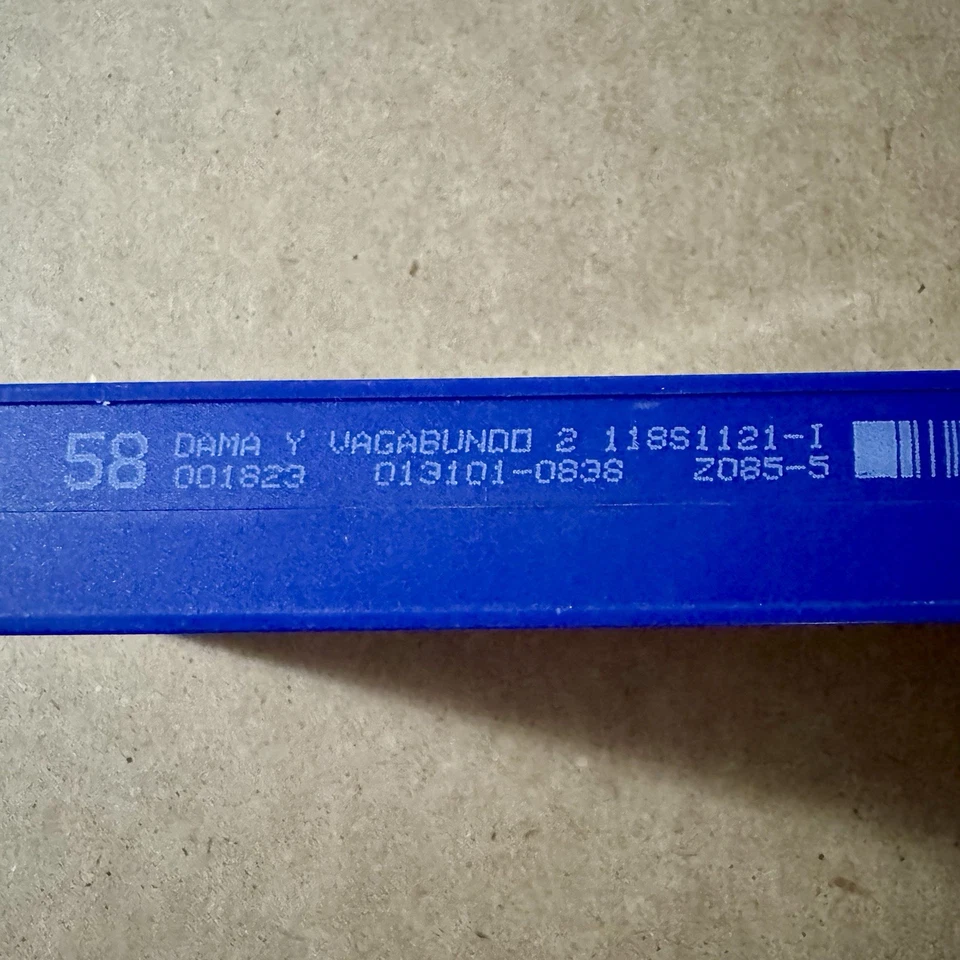 58 DAMA Y VAGABUNDO 2 118S1121-I
001823 013101-0838 Z085-5